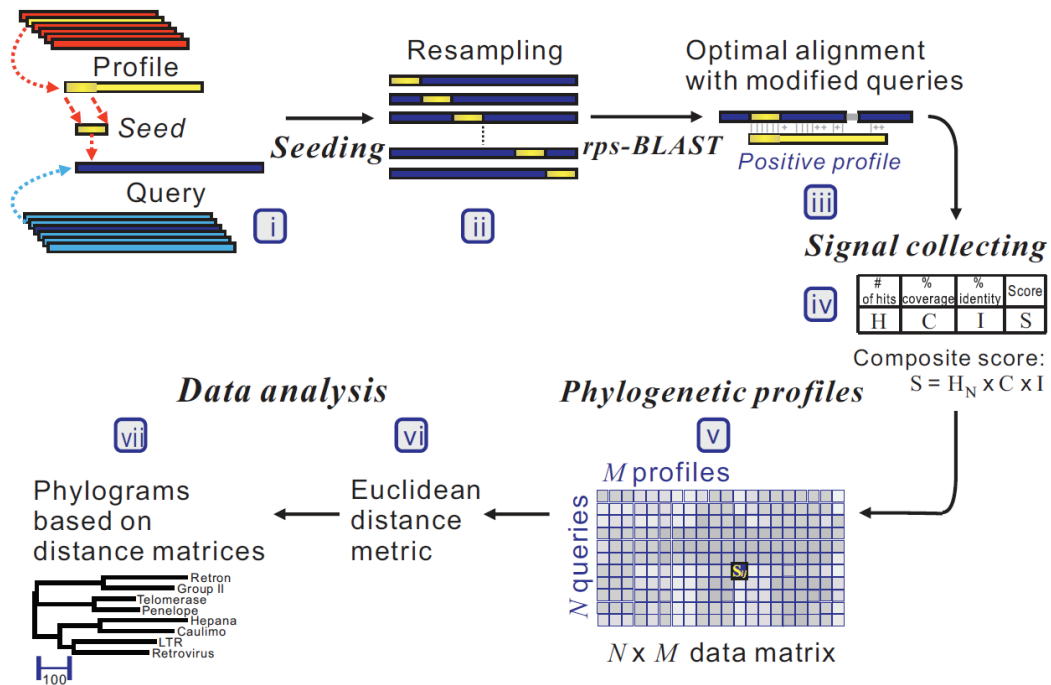 Profile
Seed
Query
i
Seeding
Resampling
ii
rps-BLAST
Optimal alignment
with modified queries
Positive profile
iii
Signal collecting
iv
# of hits
% coverage
% identity
Score
H C I S
Composite score:
S = H_N x C x I
Phylogenetic profiles
v
M profiles
N queries
S_ij
N x M data matrix
Data analysis
vi
Euclidean
distance
metric
vii
Phylograms
based on
distance matrices
Retron
Group II
Telomerase
Penelope
Hepana
Caulimo
LTR
Retrovirus
100